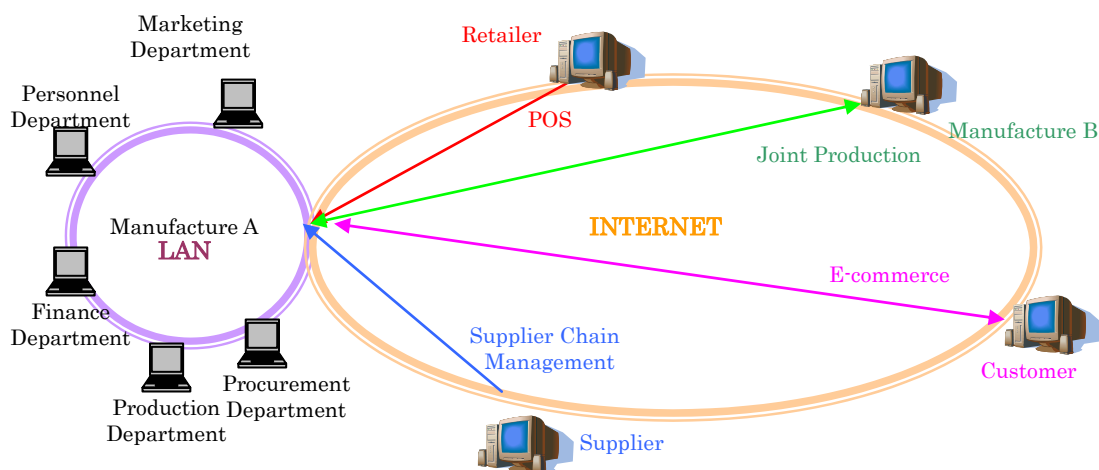 Marketing
Department
Retailer
Personnel
Department
POS
Manufacture B
Joint Production
Manufacture A
LAN
INTERNET
E-commerce
Finance
Department
Supplier Chain
Management
Procurement
Department
Customer
Production
Department
Supplier